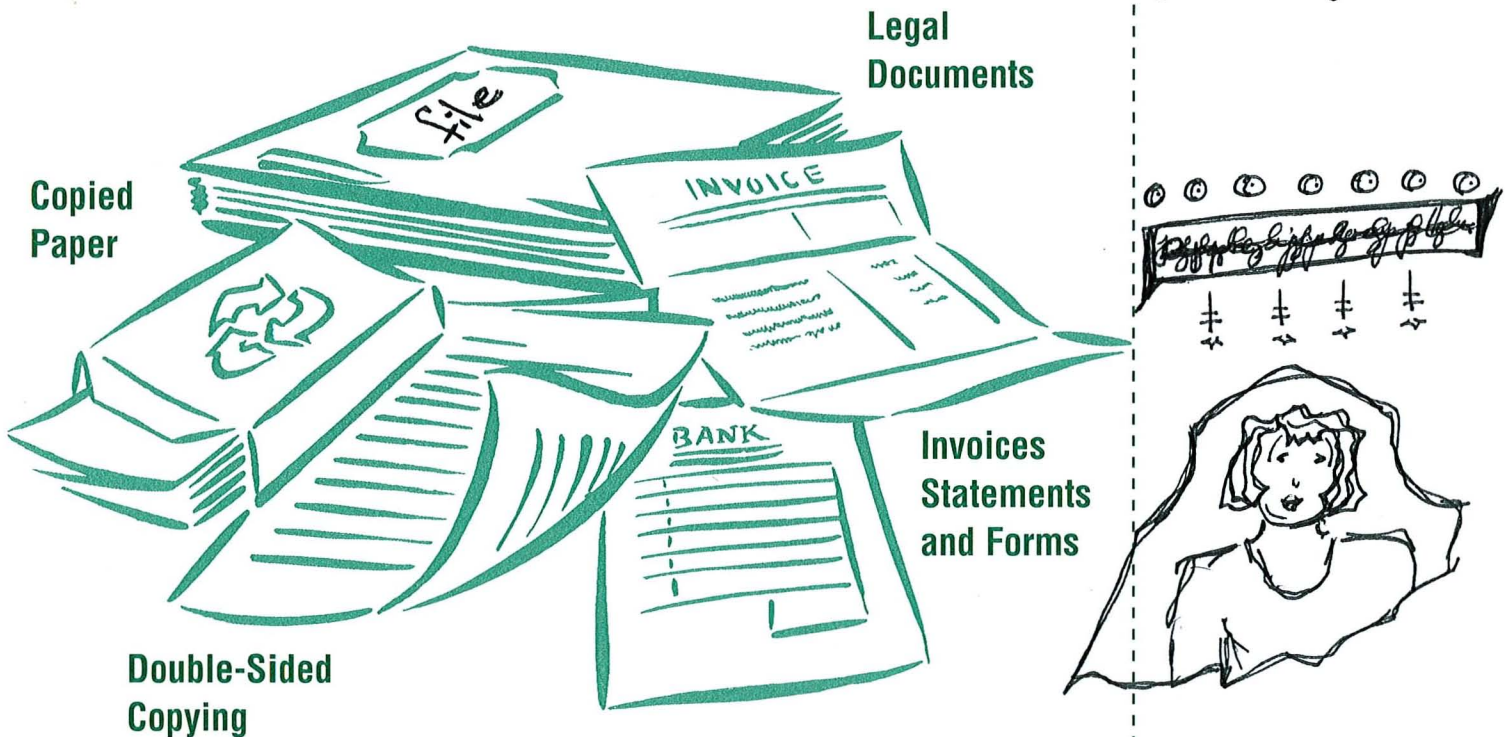 Legal
Documents
file
Copied
Paper
INVOICE
BANK
Invoices
Statements
and Forms
Double-Sided
Copying